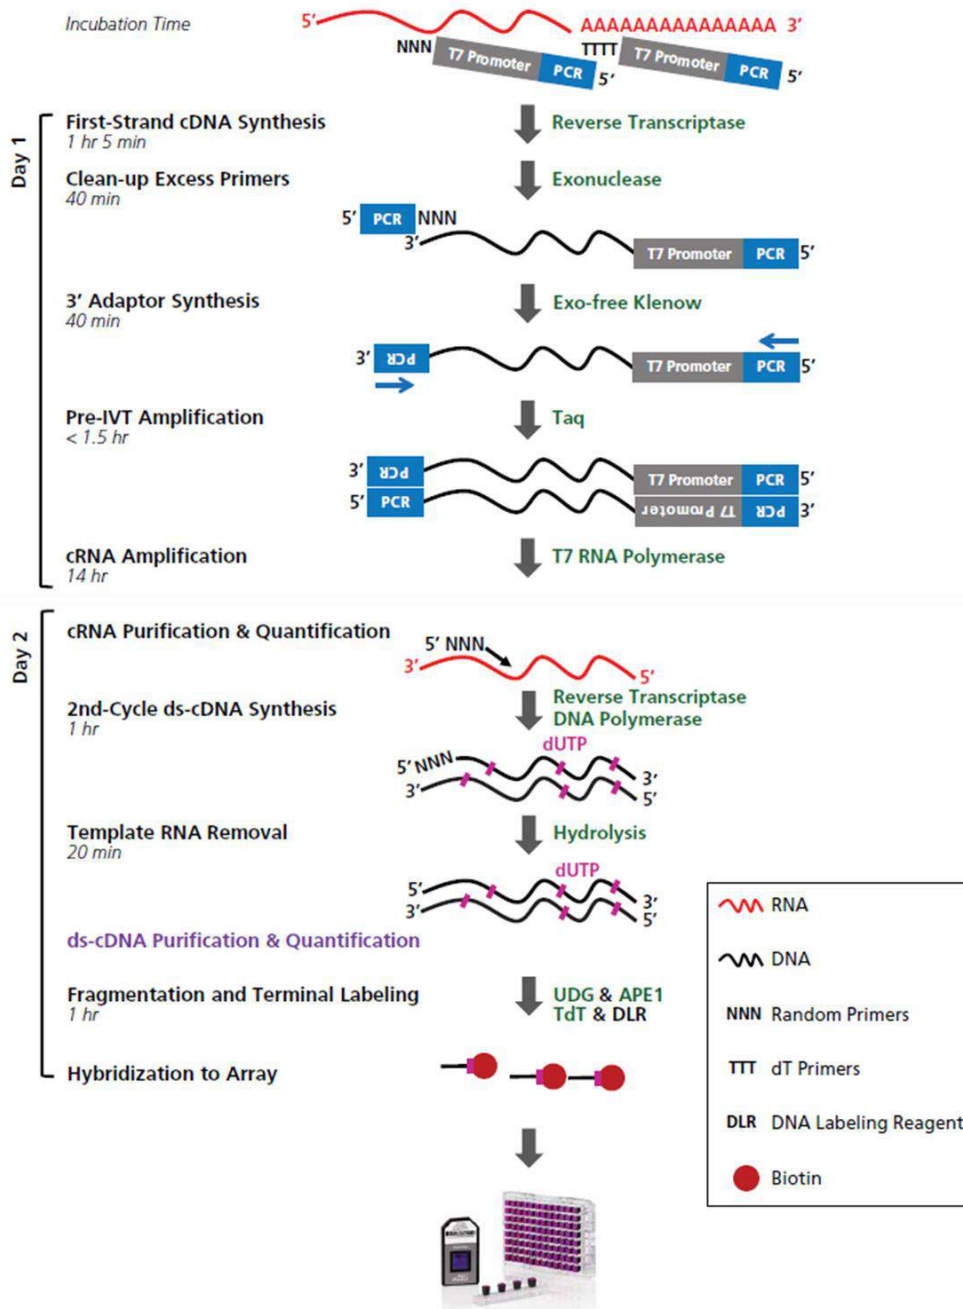 Incubation Time
5’
AAAAAAAAAAAAAAA 3’
NNN T7 Promoter PCR 5’
TTTT T7 Promoter PCR 5’
Day 1
First-Strand cDNA Synthesis
1 hr 5 min
Reverse Transcriptase
Clean-up Excess Primers
40 min
Exonuclease
5’ PCR NNN
3’ T7 Promoter PCR 5’
3’ Adaptor Synthesis
40 min
Exo-free Klenow
3’ PCR T7 Promoter PCR 5’
Pre-IVT Amplification
< 1.5 hr
Taq
3’ PCR T7 Promoter PCR 5’
5’ PCR T7 Promoter PCR 3’
cRNA Amplification
14 hr
T7 RNA Polymerase
Day 2
cRNA Purification & Quantification
5’ NNN
3’ 5’
2nd-Cycle ds-cDNA Synthesis
1 hr
Reverse Transcriptase
DNA Polymerase
dUTP
5’ NNN 3’
3’ 5’
Template RNA Removal
20 min
Hydrolysis
dUTP
5’ 3’
3’ 5’
ds-cDNA Purification & Quantification
Fragmentation and Terminal Labeling
1 hr
UDG & APE1
TdT & DLR
Hybridization to Array
RNA
DNA
NNN Random Primers
TTT dT Primers
DLR DNA Labeling Reagent
Biotin